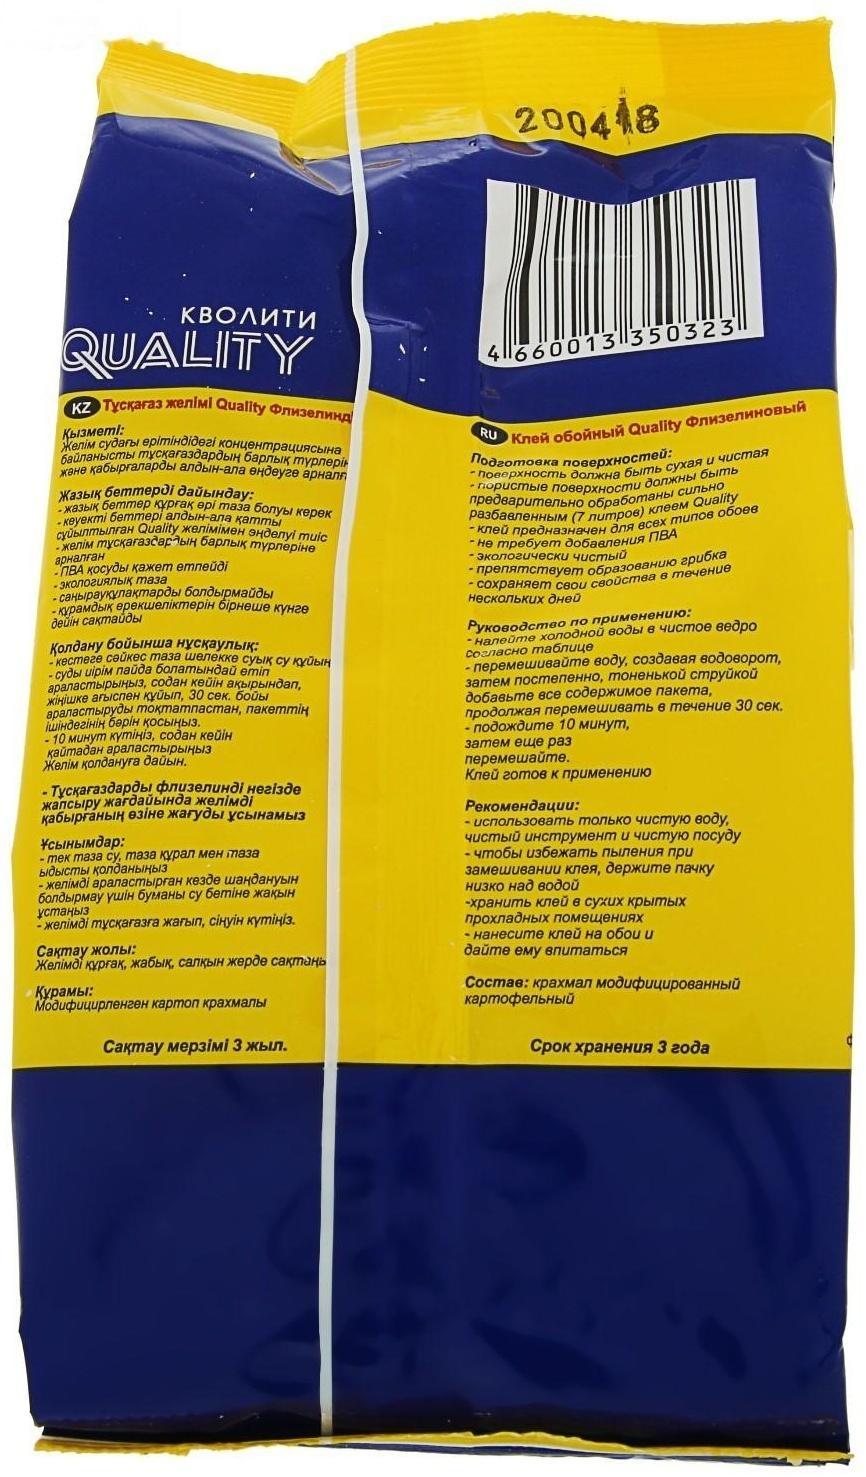 200418
4 660013 350323
КВОЛИТИ
QUALITY
KZ Тұсқағаз желімі Quality Флизелинді
Қызметі:
Желім судағы ерітіндідегі концентрациясына
байланысты тұсқағаздардың барлық түрлерін
және қабырғаларды алдын-ала өңдеуге арналғ
Жазық беттерді дайындау:
- жазық беттер құрғақ әрі таза болуы керек
- кеуекті беттері алдын-ала қатты
сұйылтылған Quality желімімен өңделуі тиіс
- желім тұсқағаздардың барлық түрлеріне
арналған
- ПВА қосуды қажет етпейді
- экологиялық таза
- саңырауқұлақтарды болдырмайды
- құрамдық ерекшеліктерін бірнеше күнге
дейін сақтайды
Қолдану бойынша нұсқаулық:
- кестеге сәйкес таза шелекке суық су құйың
- суды иірім пайда болатындай етіп
араластырыңыз, содан кейін ақырындап,
жіңішке ағыспен құйып, 30 сек. бойы
араластыруды тоқтатпастан, пакеттің
ішіндегінің бәрін қосыңыз.
- 10 минут күтіңіз, содан кейін
қайтадан араластырыңыз
Желім қолдануға дайын.
- Тұсқағаздарды флизелинді негізде
жапсыру жағдайында желімді
қабырғаның өзіне жағуды ұсынамыз
Ұсынымдар:
- тек таза су, таза құрал мен таза
ыдысты қолданыңыз
- желімді араластырған кезде шаңдануын
болдырмау үшін буманы су бетіне жақын
ұстаңыз
- желімді тұсқағазға жағып, сіңуін күтіңіз.
Сақтау жолы:
Желімді құрғақ, жабық, салқын жерде сақтаңы
Құрамы:
Модифицирленген картоп крахмалы
Сақтау мерзімі 3 жыл.
RU Клей обойный Quality Флизелиновый
Подготовка поверхностей:
- поверхность должна быть сухая и чистая
- пористые поверхности должны быть
предварительно обработаны сильно
разбавленным (7 литров) клеем Quality
- клей предназначен для всех типов обоев
- не требует добавления ПВА
- экологически чистый
- препятствует образованию грибка
- сохраняет свои свойства в течение
нескольких дней
Руководство по применению:
- налейте холодной воды в чистое ведро
согласно таблице
- перемешивайте воду, создавая водоворот,
затем постепенно, тоненькой струйкой
добавьте все содержимое пакета,
продолжая перемешивать в течение 30 сек.
- подождите 10 минут,
затем еще раз
перемешайте.
Клей готов к применению
Рекомендации:
- использовать только чистую воду,
чистый инструмент и чистую посуду
- чтобы избежать пыления при
замешивании клея, держите пачку
низко над водой
-хранить клей в сухих крытых
прохладных помещениях
- нанесите клей на обои и
дайте ему впитаться
Состав: крахмал модифицированный
картофельный
Срок хранения 3 года